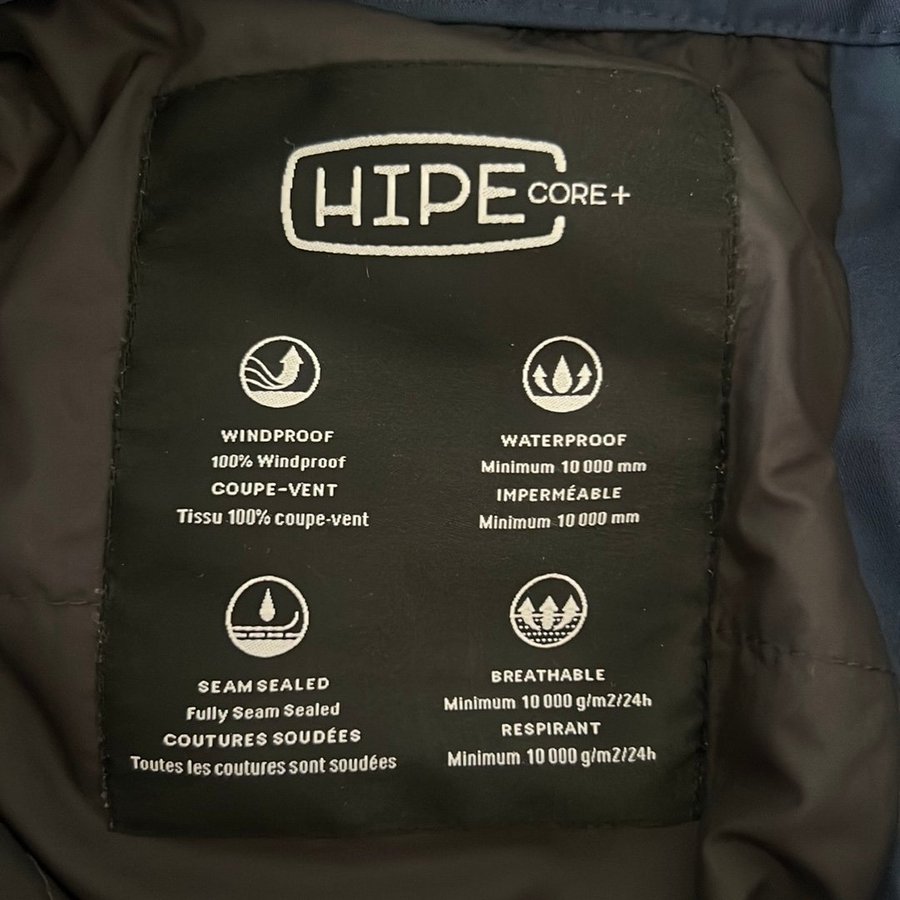 HIPE CORE+
WINDPROOF
100% Windproof
COUPE-VENT
Tissu 100% coupe-vent
WATERPROOF
Minimum 10 000 mm
IMPERMÉABLE
Minimum 10 000 mm
SEAM SEALED
Fully Seam Sealed
COUTURES SOUDÉES
Toutes les coutures sont soudées
BREATHABLE
Minimum 10 000 g/m2/24h
RESPIRANT
Minimum 10 000 g/m2/24h